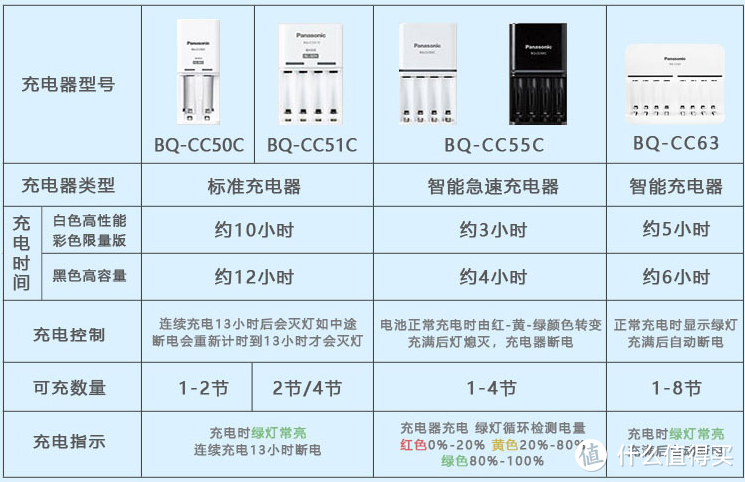 充电器型号
Panasonic
Panasonic
Panasonic
Panasonic
Panasonic
BQ-CC50C
BQ-CC51C
BQ-CC55C
BQ-CC63
充电器类型
标准充电器
智能急速充电器
智能充电器
充电时间
白色高性能
彩色限量版
约10小时
约3小时
约5小时
黑色高容量
约12小时
约4小时
约6小时
充电控制
连续充电13小时后会灭灯如中途
断电会重新计时到13小时才会灭灯
电池正常充电时由红-黄-绿颜色转变
充满后灯熄灭，充电器断电
正常充电时显示绿灯
充满后自动断电
可充数量
1-2节
2节/4节
1-4节
1-8节
充电指示
充电时绿灯常亮
连续充电13小时断电
充电器充电 绿灯循环检测电量
红色0%-20% 黄色20%-80%
绿色80%-100%
充电时绿灯常亮
充满后自动断电
值 什么值得买